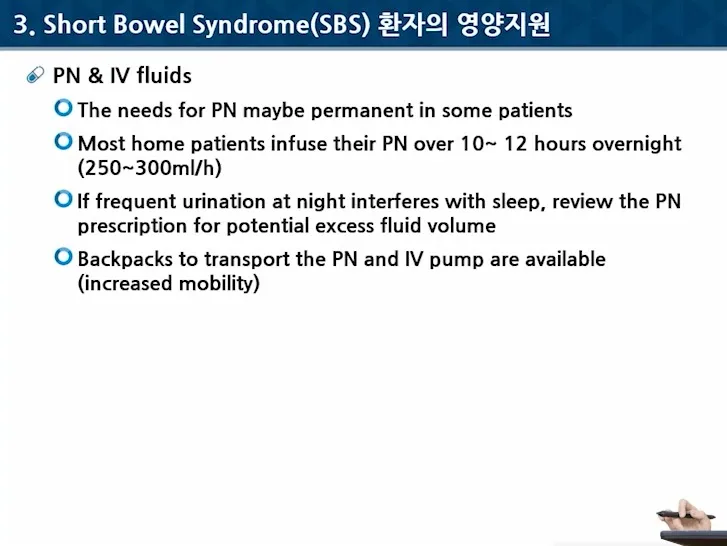 3. Short Bowel Syndrome(SBS) 환자의 영양지원
PN & IV fluids
The needs for PN maybe permanent in some patients
Most home patients infuse their PN over 10~ 12 hours overnight
(250~300ml/h)
If frequent urination at night interferes with sleep, review the PN
prescription for potential excess fluid volume
Backpacks to transport the PN and IV pump are available
(increased mobility)